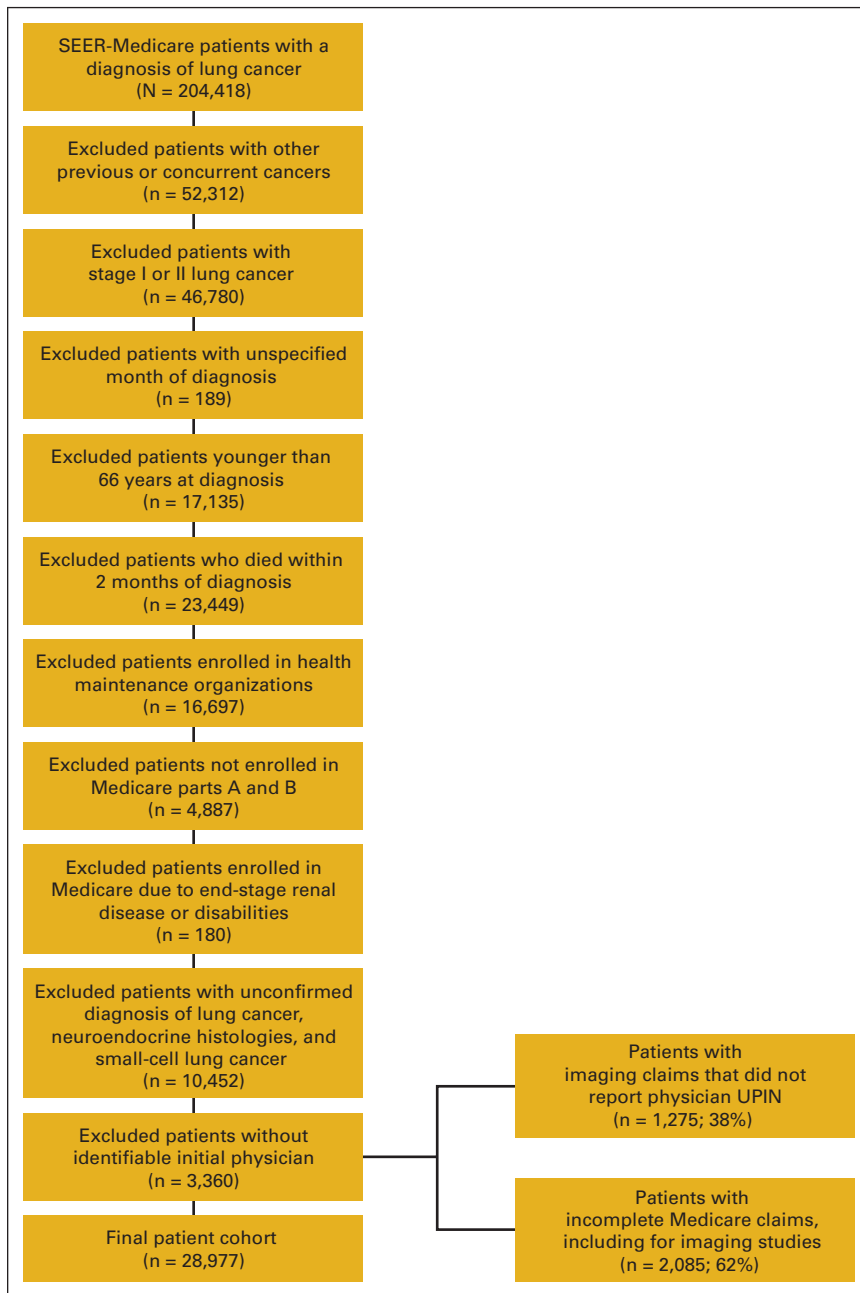 SEER-Medicare patients with a
diagnosis of lung cancer
(N = 204,418)
Excluded patients with other
previous or concurrent cancers
(n = 52,312)
Excluded patients with
stage I or II lung cancer
(n = 46,780)
Excluded patients with unspecified
month of diagnosis
(n = 189)
Excluded patients younger than
66 years at diagnosis
(n = 17,135)
Excluded patients who died within
2 months of diagnosis
(n = 23,449)
Excluded patients enrolled in health
maintenance organizations
(n = 16,697)
Excluded patients not enrolled in
Medicare parts A and B
(n = 4,887)
Excluded patients enrolled in
Medicare due to end-stage renal
disease or disabilities
(n = 180)
Excluded patients with unconfirmed
diagnosis of lung cancer,
neuroendocrine histologies, and
small-cell lung cancer
(n = 10,452)
Excluded patients without
identifiable initial physician
(n = 3,360)
Patients with
imaging claims that did not
report physician UPIN
(n = 1,275; 38%)
Patients with
incomplete Medicare claims,
including for imaging studies
(n = 2,085; 62%)
Final patient cohort
(n = 28,977)